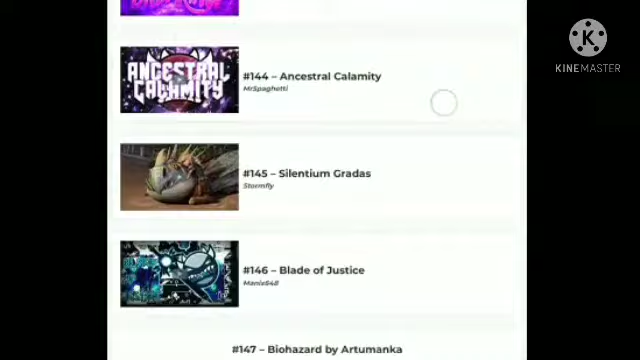 K
KINEMASTER
ANCESTRAL
CALAMITY
#144 – Ancestral Calamity
MrSpaghetti
#145 – Silentium Gradas
Stormfly
#146 – Blade of Justice
Manix648
#147 – Biohazard by Artumanka